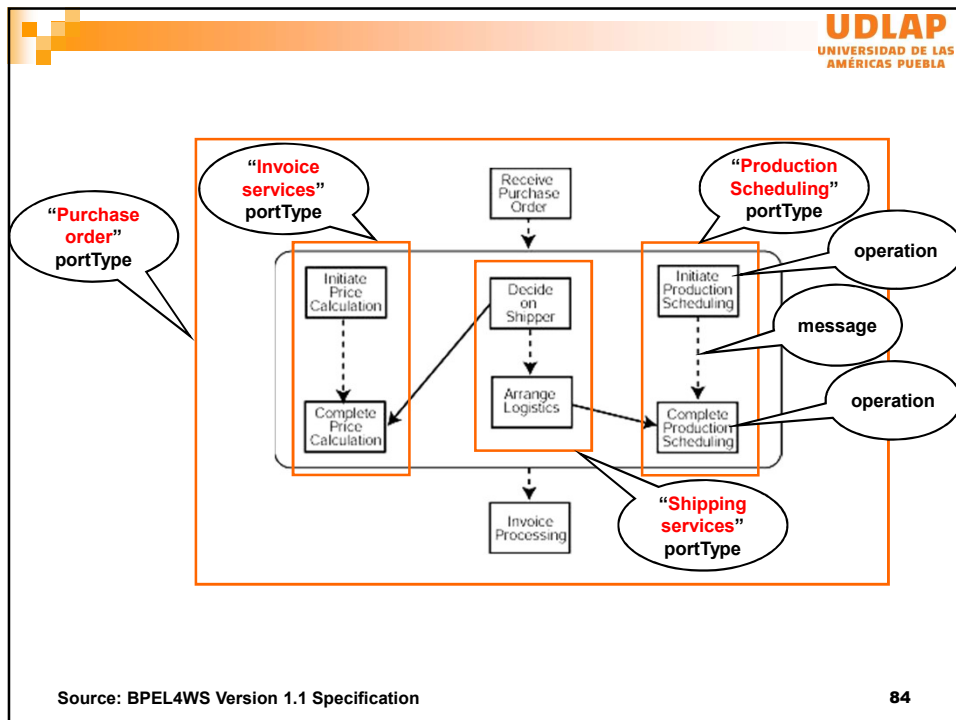 UDLAP
UNIVERSIDAD DE LAS
AMÉRICAS PUEBLA
“Invoice
services”
portType
Receive
Purchase
Order
“Production
Scheduling”
portType
“Purchase
order”
portType
operation
Initiate
Price
Calculation
Decide
on
Shipper
Initiate
Production
Scheduling
message
Complete
Price
Calculation
Arrange
Logistics
Complete
Production
Scheduling
operation
Invoice
Processing
“Shipping
services”
portType
Source: BPEL4WS Version 1.1 Specification
84